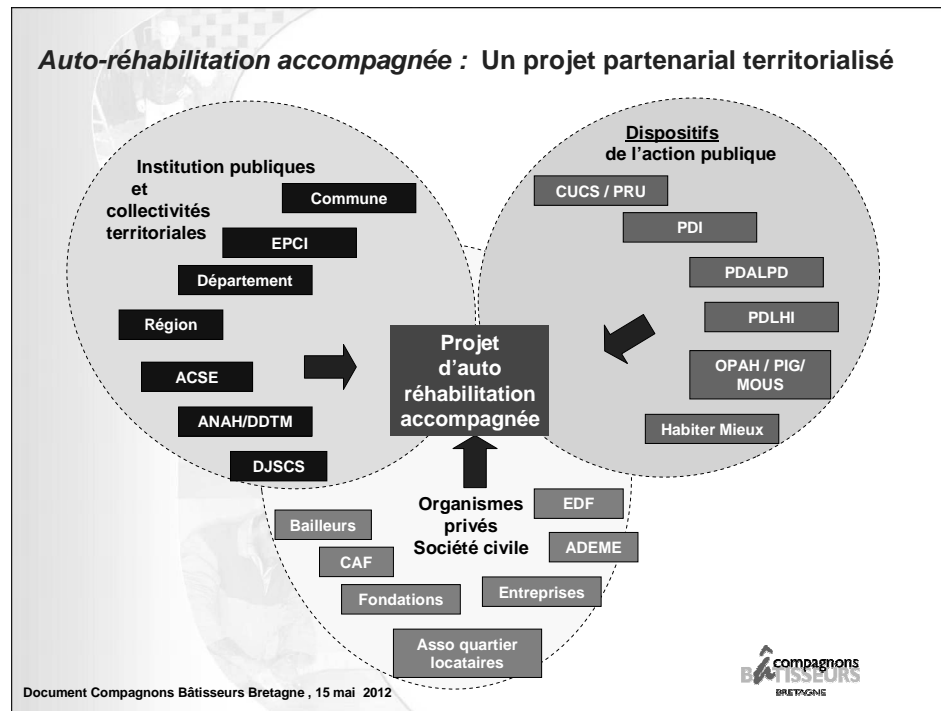 Auto-réhabilitation accompagnée : Un projet partenarial territorialisé
Institution publiques
et
collectivités
territoriales
Commune
EPCI
Département
Région
ACSE
ANAH/DDTM
DJSCS
Dispositifs
de l'action publique
CUCS / PRU
PDI
PDALPD
PDLHI
OPAH / PIG/
MOUS
Habiter Mieux
Projet
d'auto
réhabilitation
accompagnée
Organismes
privés
Société civile
Bailleurs
CAF
Fondations
Asso quartier
locataires
Entreprises
ADEME
EDF
Document Compagnons Bâtisseurs Bretagne , 15 mai 2012
compagnons
BÂTISSEURS
BRETAGNE